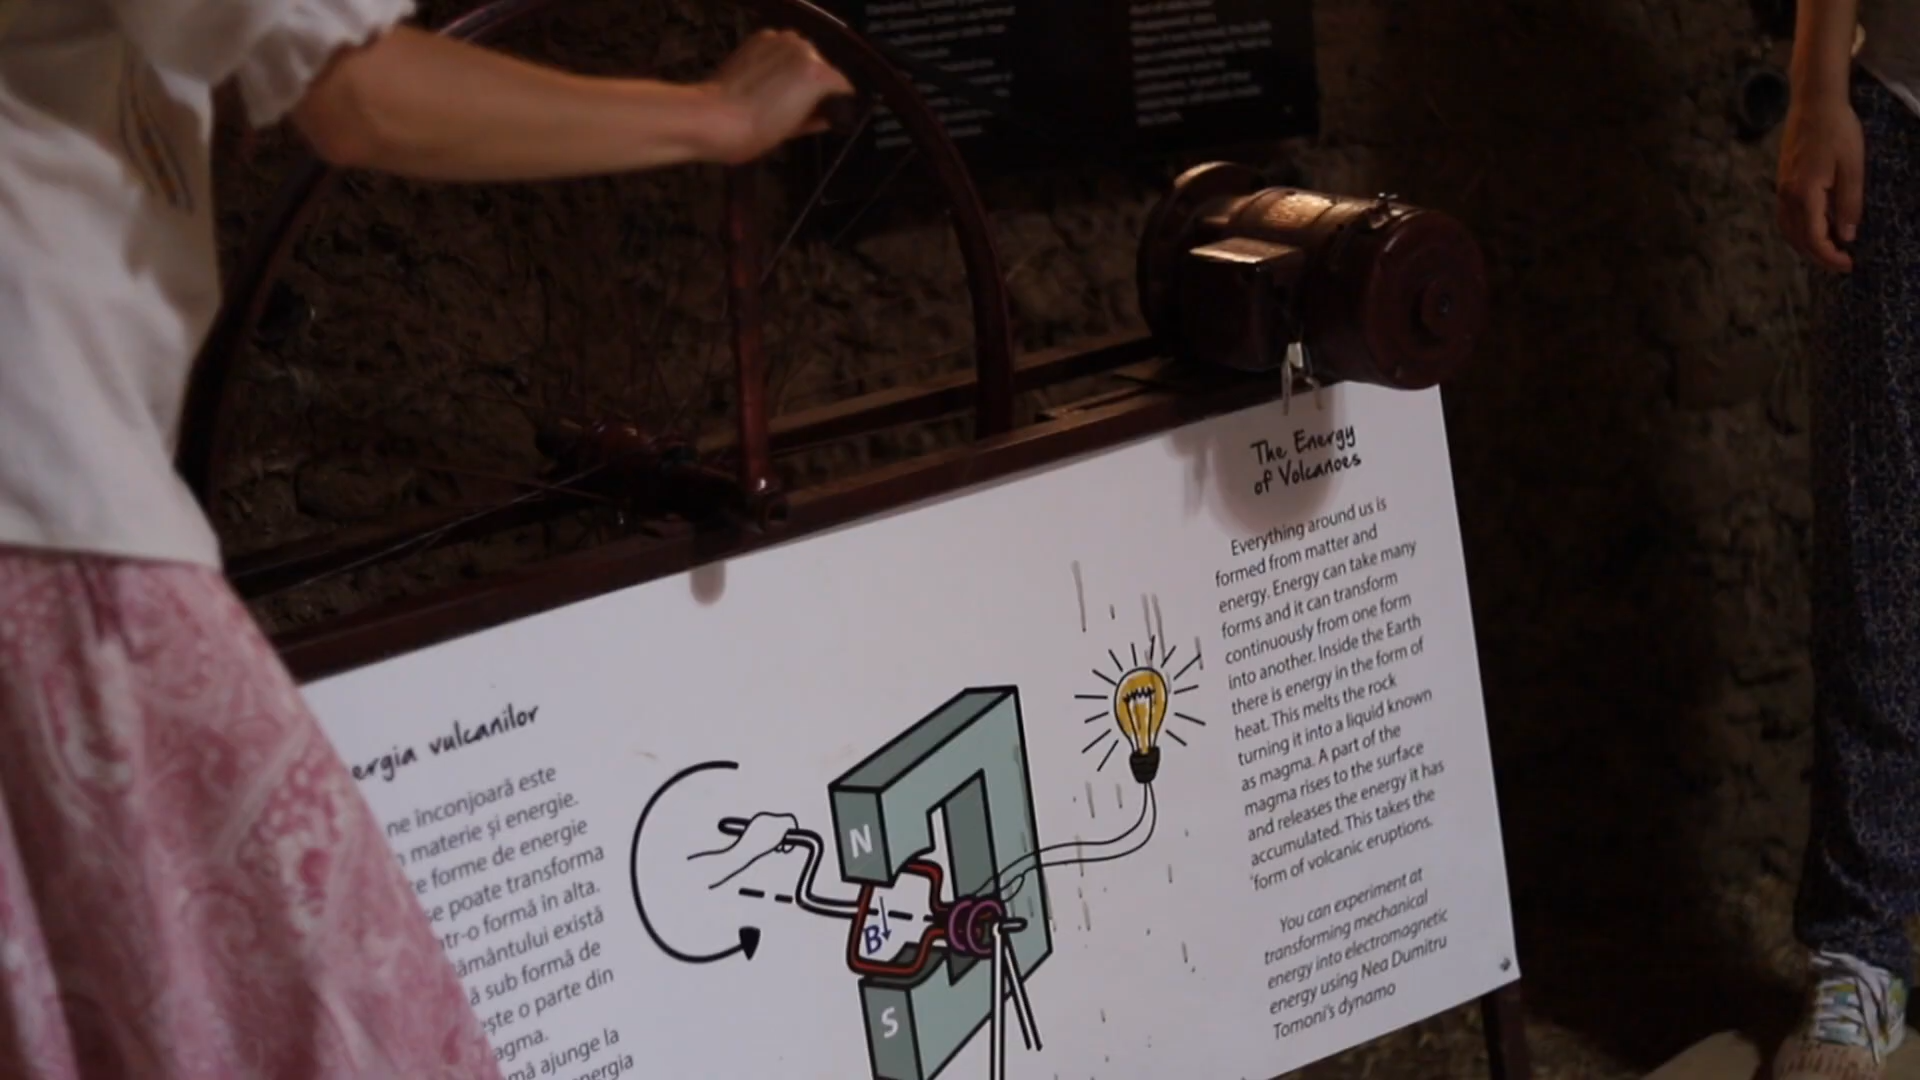 ergia vulcanilor
ne înconjoară este
materie și energie.
forme de energie
se poate transforma
tr-o formă în alta.
ământului există
sub formă de
ește o parte din
agma.
mă ajunge la
energia
N
B
S
The Energy
of Volcanoes
Everything around us is
formed from matter and
energy. Energy can take many
forms and it can transform
continuously from one form
into another. Inside the Earth
there is energy in the form of
heat. This melts the rock
turning it into a liquid known
as magma. A part of the
magma rises to the surface
and releases the energy it has
accumulated. This takes the
form of volcanic eruptions.
You can experiment at
transforming mechanical
energy into electromagnetic
energy using Nea Dumitru
Tomoni's dynamo